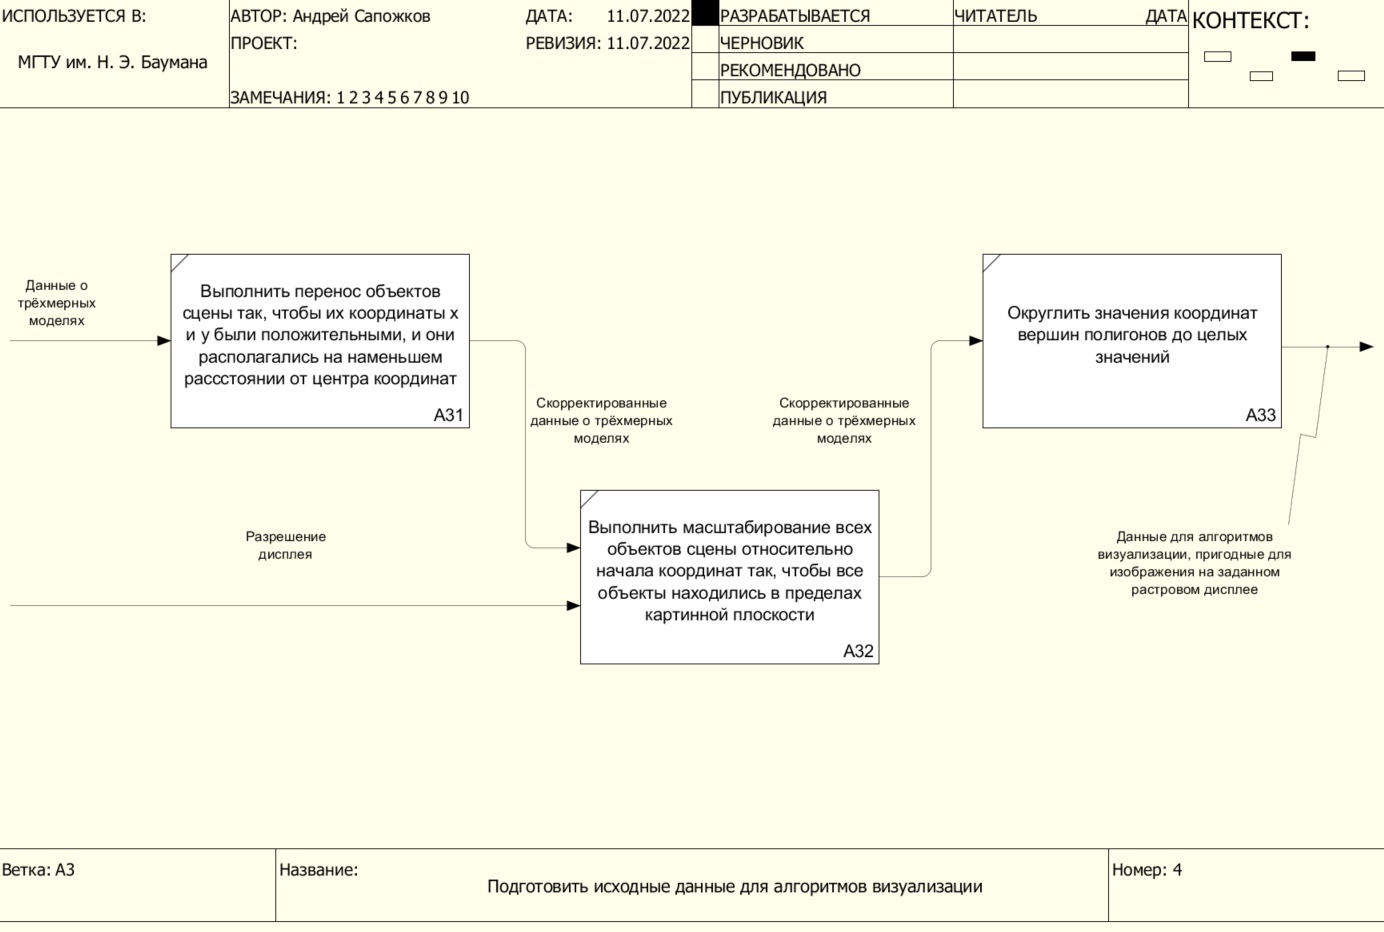 ИСПОЛЬЗУЕТСЯ В:
МГТУ им. Н. Э. Баумана
АВТОР: Андрей Сапожков
ДАТА: 11.07.2022
ПРОЕКТ:
РЕВИЗИЯ: 11.07.2022
ЗАМЕЧАНИЯ: 1 2 3 4 5 6 7 8 9 10
РАЗРАБАТЫВАЕТСЯ
ЧЕРНОВИК
РЕКОМЕНДОВАНО
ПУБЛИКАЦИЯ
ЧИТАТЕЛЬ
ДАТА
КОНТЕКСТ:
Данные о
трёхмерных
моделях
Выполнить перенос объектов
сцены так, чтобы их координаты x
и y были положительными, и они
располагались на наменьшем
рассстоянии от центра координат
A31
Скорректированные
данные о трёхмерных
моделях
Разрешение
дисплея
Выполнить масштабирование всех
объектов сцены относительно
начала координат так, чтобы все
объекты находились в пределах
картинной плоскости
A32
Скорректированные
данные о трёхмерных
моделях
Округлить значения координат
вершин полигонов до целых
значений
A33
Данные для алгоритмов
визуализации, пригодные для
изображения на заданном
растровом дисплее
Ветка: A3
Название:
Подготовить исходные данные для алгоритмов визуализации
Номер: 4